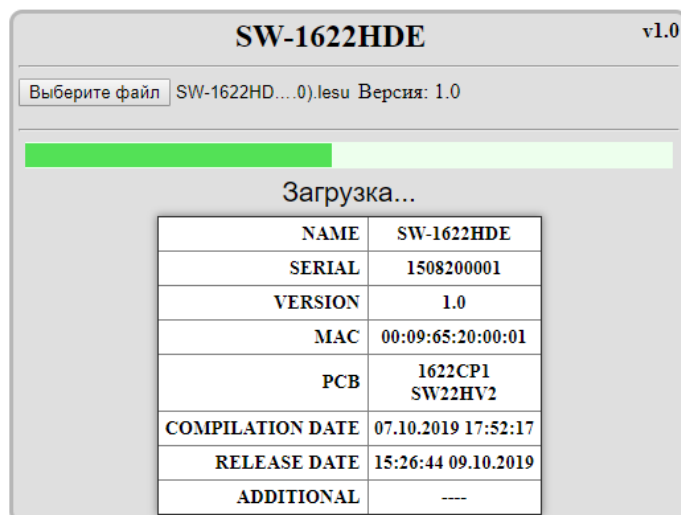 SW-1622HDE
v1.0
Выберите файл SW-1622HD....0).lesu Версия: 1.0
Загрузка...
NAME SW-1622HDE
SERIAL 1508200001
VERSION 1.0
MAC 00:09:65:20:00:01
PCB 1622CP1
SW22HV2
COMPILATION DATE 07.10.2019 17:52:17
RELEASE DATE 15:26:44 09.10.2019
ADDITIONAL ----